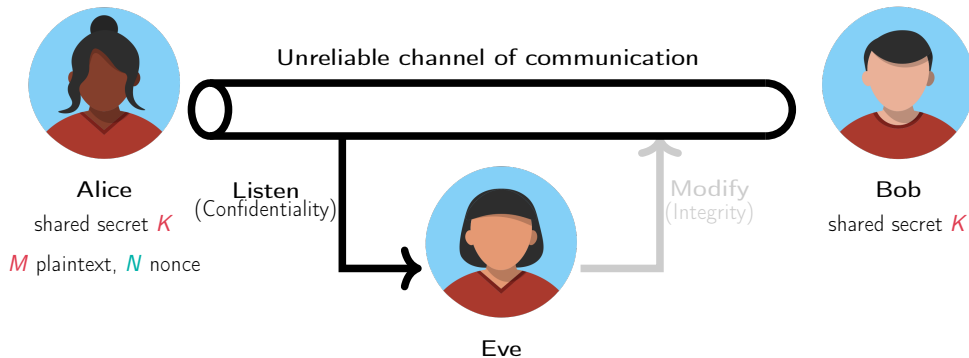 Unreliable channel of communication
Alice
shared secret K
M plaintext, N nonce
Listen
(Confidentiality)
Modify
(Integrity)
Bob
shared secret K
Eve